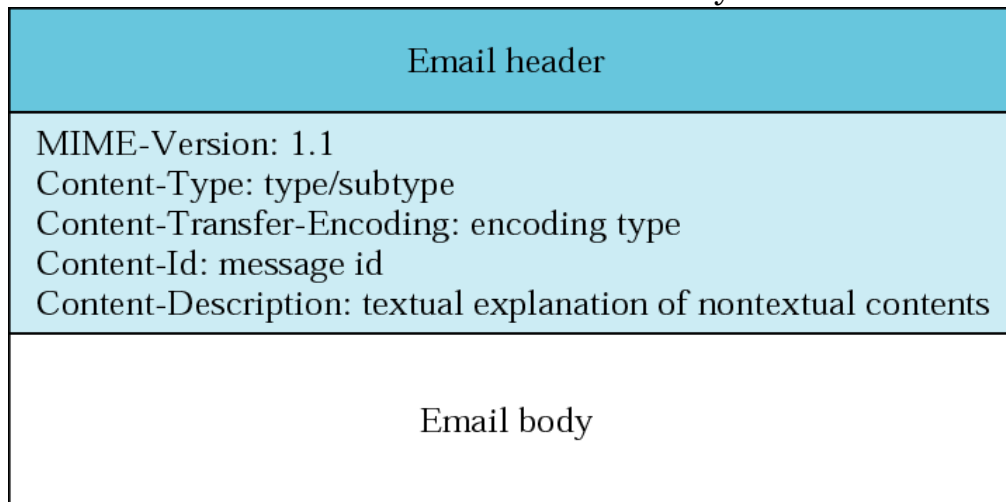 Email header
MIME-Version: 1.1
Content-Type: type/subtype
Content-Transfer-Encoding: encoding type
Content-Id: message id
Content-Description: textual explanation of nontextual contents
Email body